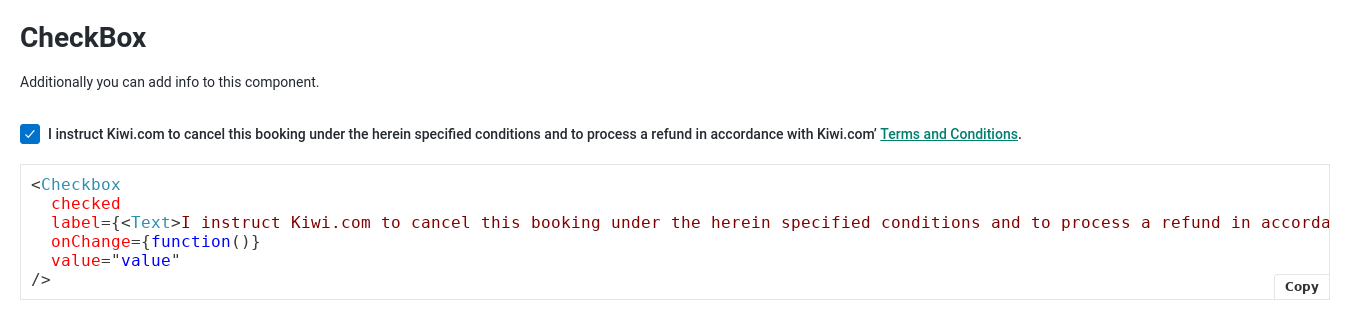 CheckBox
Additionally you can add info to this component.
I instruct Kiwi.com to cancel this booking under the herein specified conditions and to process a refund in accordance with Kiwi.com’ Terms and Conditions.
<Checkbox
  checked
  label={<Text>I instruct Kiwi.com to cancel this booking under the herein specified conditions and to process a refund in accorda
  onChange={function()}
  value="value"
/>
Copy